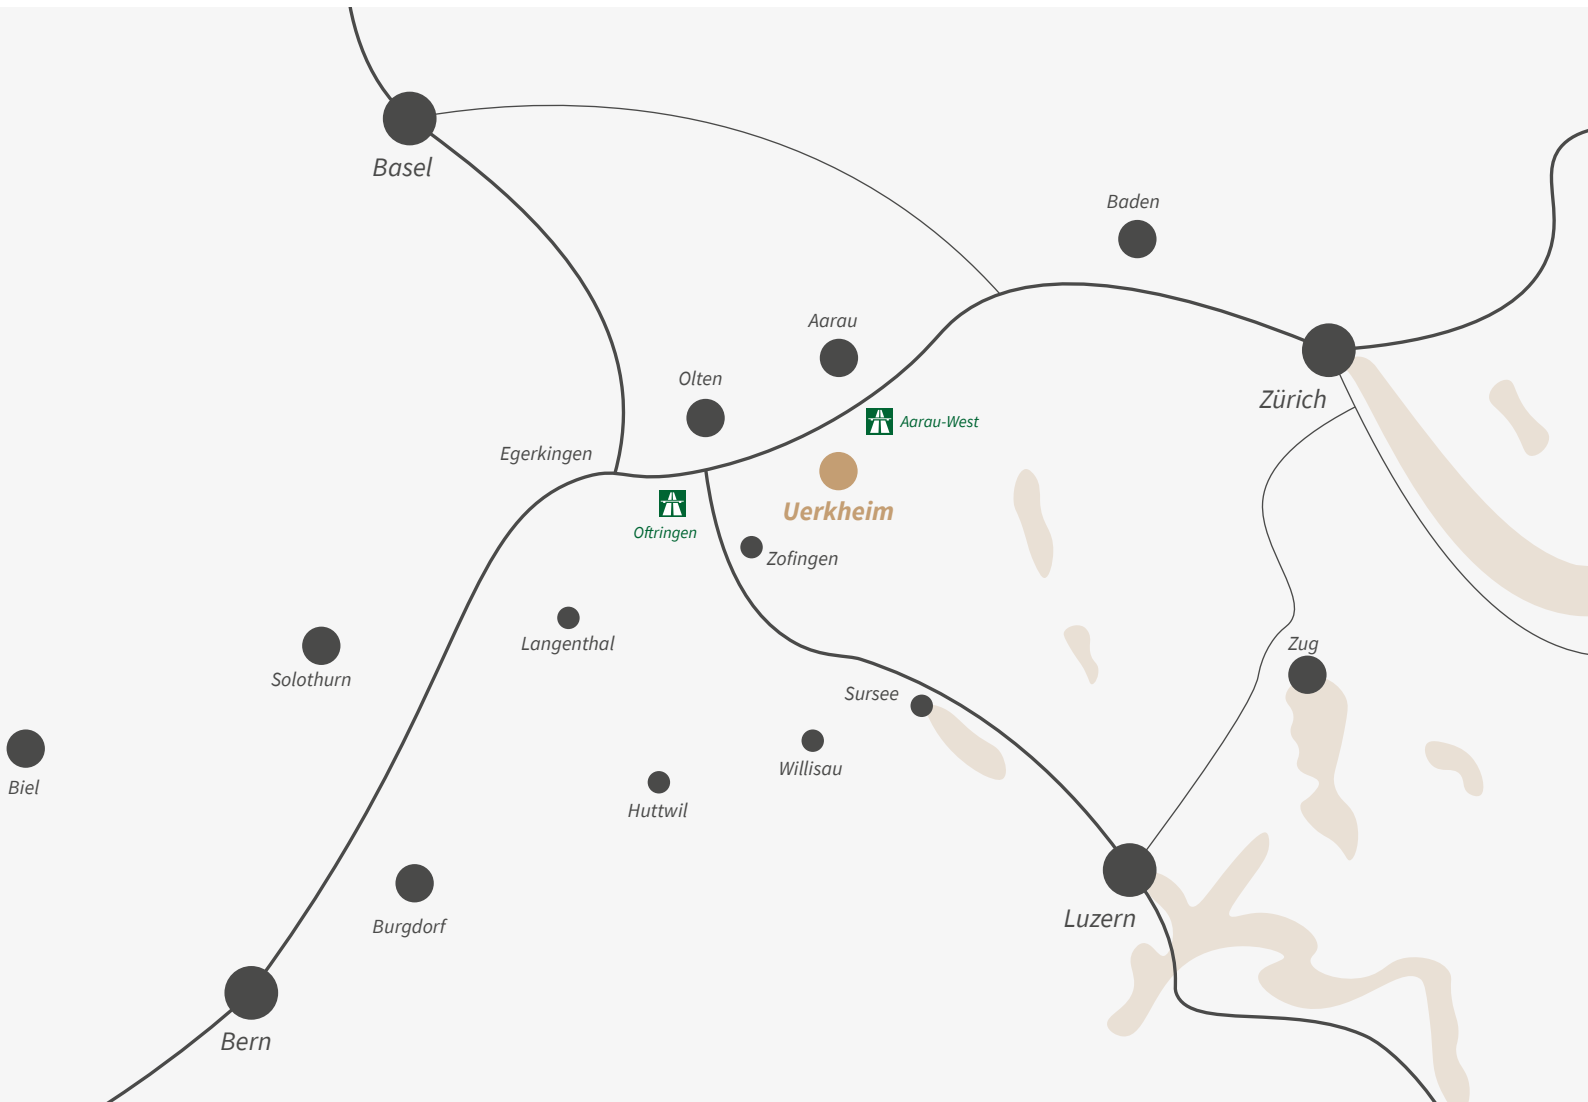 Basel
Baden
Aarau
Olten
Zürich
Aarau-West
Egerkingen
Uerkheim
Oftringen
Zofingen
Langenthal
Zug
Solothurn
Sursee
Willisau
Biel
Huttwil
Luzern
Burgdorf
Bern